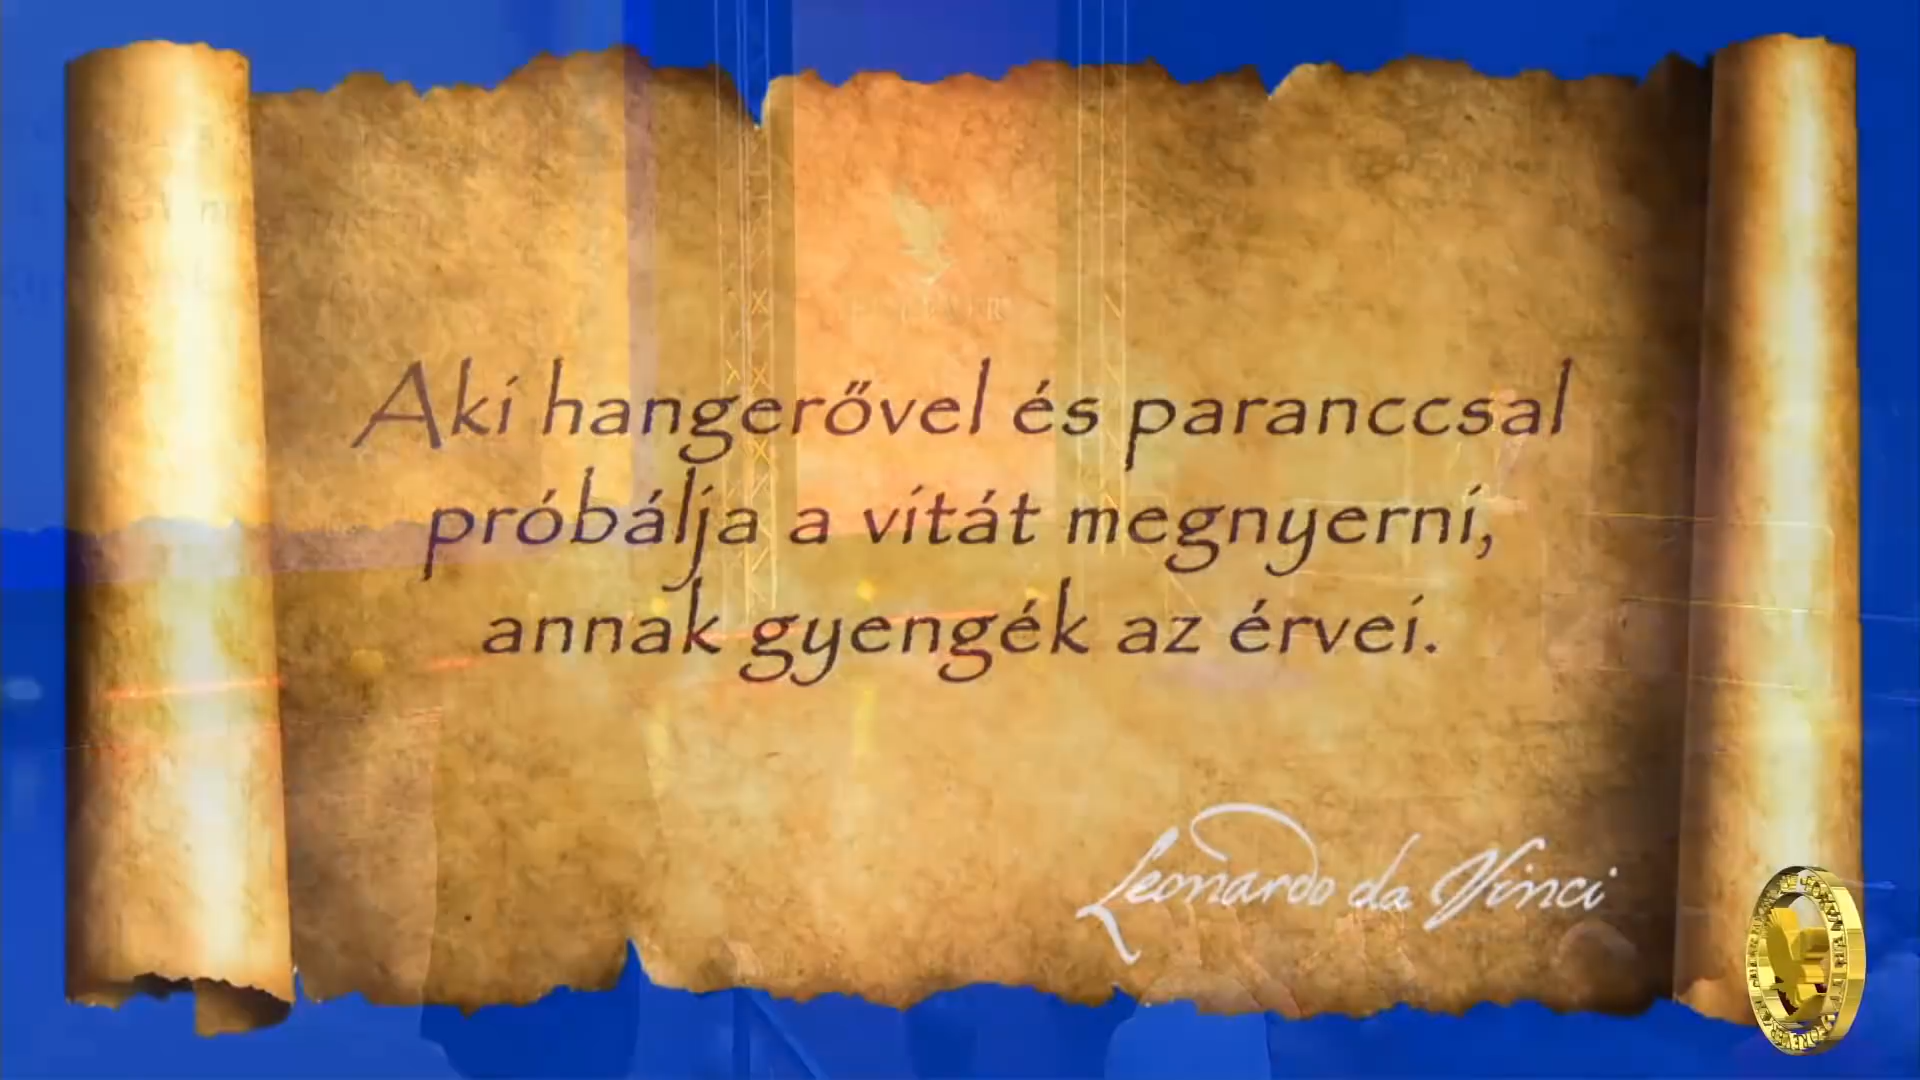 Aki hangerővel és paranccsal
próbálja a vitát megnyerni,
annak gyengék az érvei.
Leonardo da Vinci